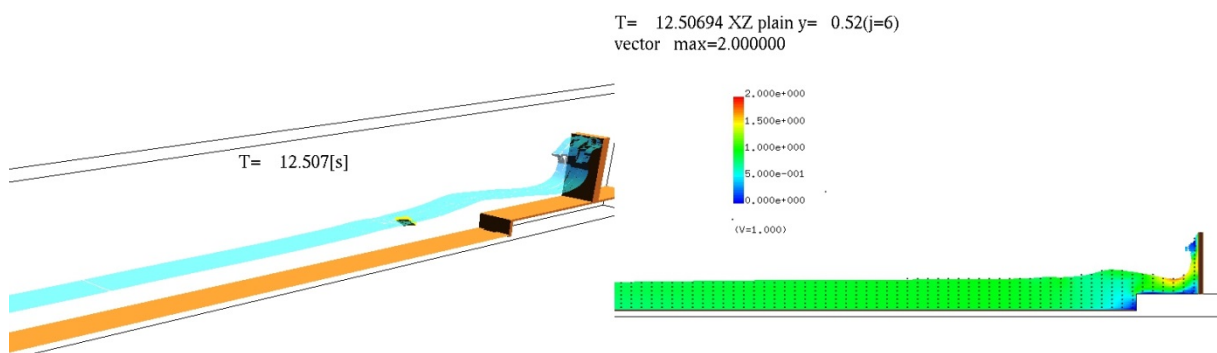 T=    12.507[s]
T=    12.50694 XZ plain y=   0.52(j=6)
vector   max=2.000000
2.000e+000
1.500e+000
1.000e+000
5.000e-001
0.000e+000
(V=1.000)